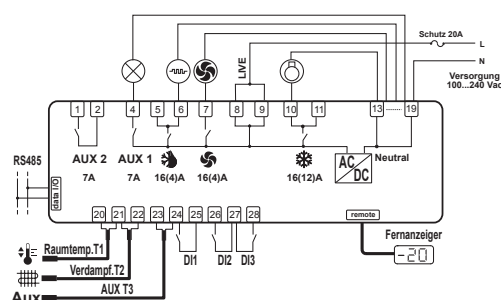 Schutz 20A
L
N
Versorgung
100...240 Vac
LIVE
1 2 4 5 6 7 8 9 10 11 13 19
AUX 2
7A
AUX 1
7A
16(4)A
16(4)A
16(12)A
AC
DC
Neutral
RS485
data I/O
20 21 22 23 24 25 26 27 28
remote
Raumtemp.T1
Verdampf.T2
AUX T3
Aux
DI1
DI2
DI3
Fernanzeiger
-20